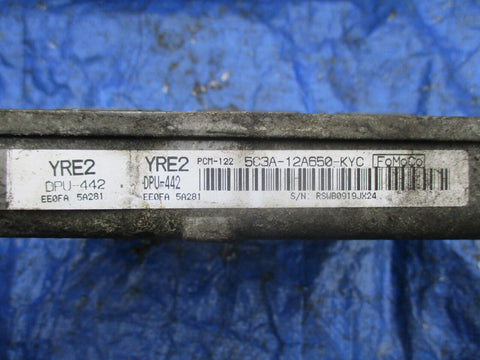 YRE2
DPU-442
EE0FA 5A281
YRE2 PCM-122 5C3A-12A650-KYC FoMoCo
DPU-442
EE0FA 5A281
S/N. RSWB0919JX24